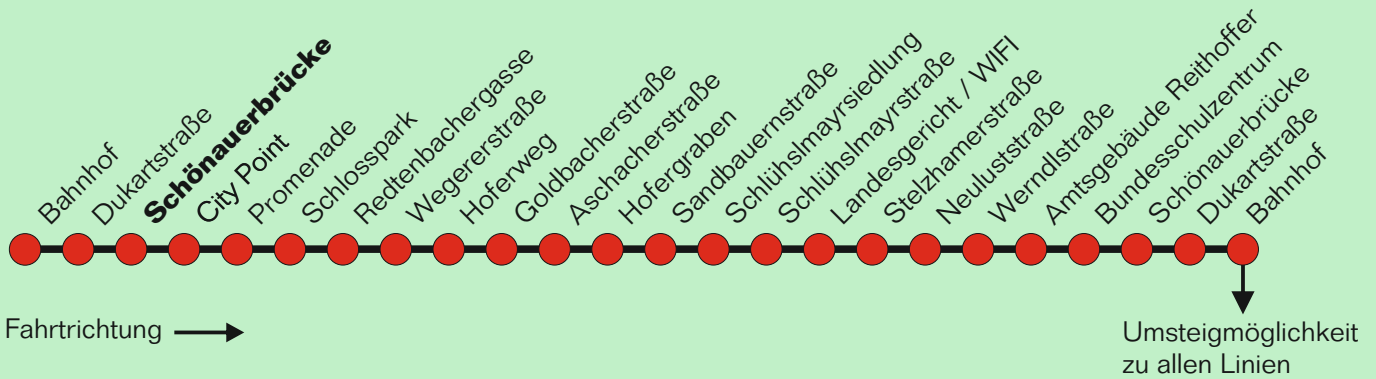 Bahnhof
Dukartstraße
Schönauerbrücke
City Point
Promenade
Schlosspark
Redtenbachergasse
Wegererstraße
Hoferweg
Goldbacherstraße
Aschacherstraße
Hofergraben
Sandbauernstraße
Schlühslmayrsiedlung
Schlühslmayrstraße
Landesgericht / WIFI
Stelzhamerstraße
Neuluststraße
Werndlstraße
Amtsgebäude Reithoffer
Bundesschulzentrum
Schönauerbrücke
Dukartstraße
Bahnhof
Fahrtrichtung
Umsteigmöglichkeit
zu allen Linien